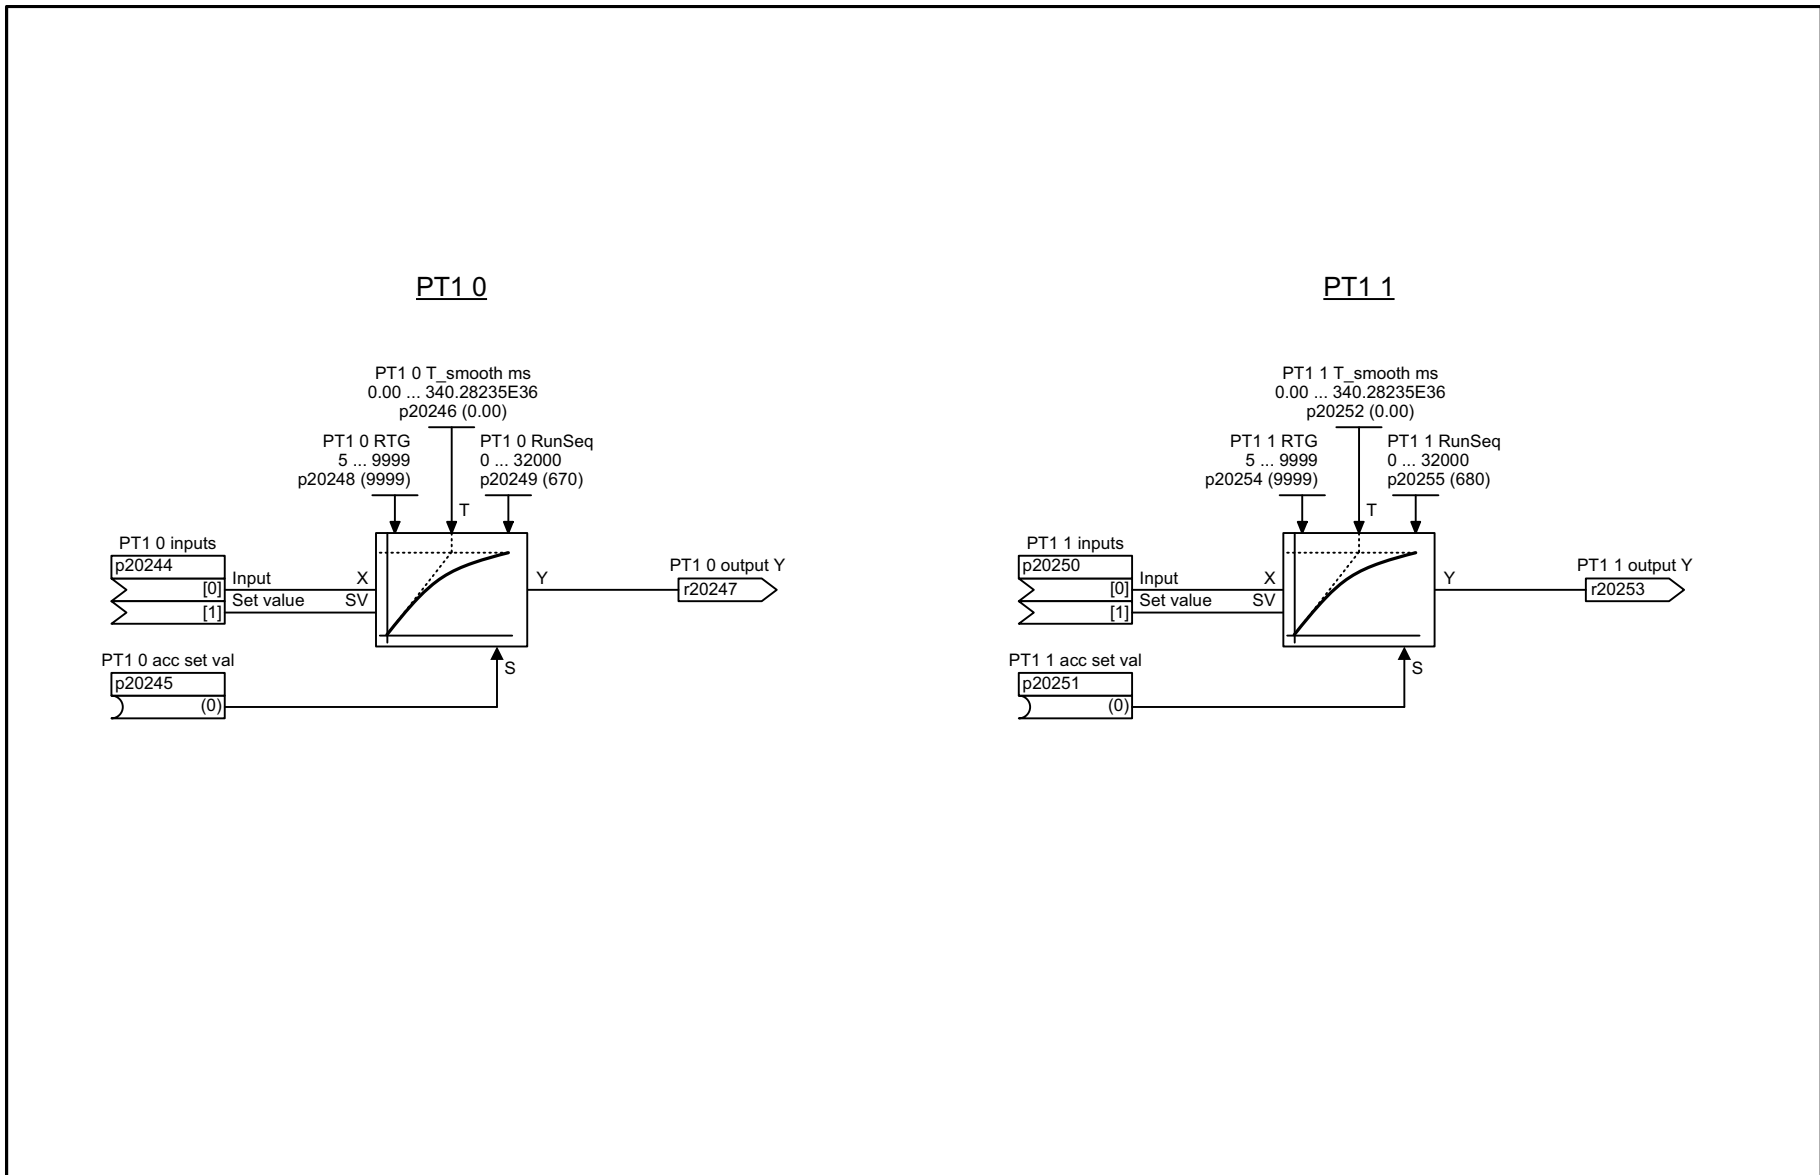 PT1 0
PT1 0 T_smooth ms
0.00 ... 340.28235E36
p20246 (0.00)
PT1 0 RTG
5 ... 9999
p20248 (9999)
PT1 0 RunSeq
0 ... 32000
p20249 (670)
T
PT1 0 inputs
p20244
[0]
[1]
Input
Set value
X
SV
Y
PT1 0 output Y
r20247
PT1 0 acc set val
p20245
(0)
S
PT1 1
PT1 1 T_smooth ms
0.00 ... 340.28235E36
p20252 (0.00)
PT1 1 RTG
5 ... 9999
p20254 (9999)
PT1 1 RunSeq
0 ... 32000
p20255 (680)
T
PT1 1 inputs
p20250
[0]
[1]
Input
Set value
X
SV
Y
PT1 1 output Y
r20253
PT1 1 acc set val
p20251
(0)
S